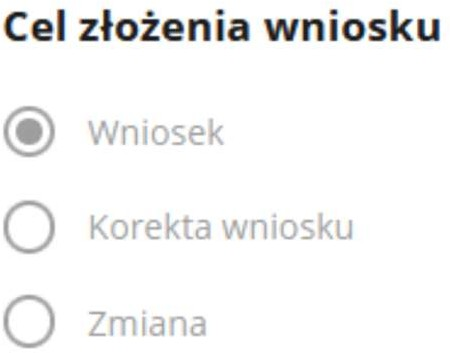 Cel złożenia wniosku
Wniosek
Korekta wniosku
Zmiana